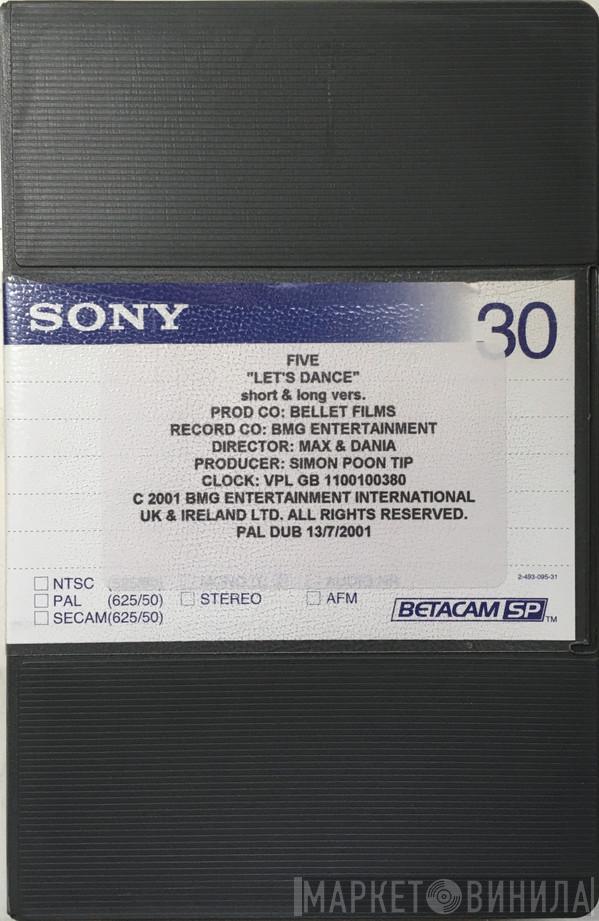 SONY 30
FIVE
"LET'S DANCE"
short & long vers.
PROD CO: BELLET FILMS
RECORD CO: BMG ENTERTAINMENT
DIRECTOR: MAX & DANIA
PRODUCER: SIMON POON TIP
CLOCK: VPL GB 1100100380
C 2001 BMG ENTERTAINMENT INTERNATIONAL
UK & IRELAND LTD. ALL RIGHTS RESERVED.
PAL DUB 13/7/2001
2-493-095-31
NTSC
PAL (625/50) STEREO AFM
SECAM(625/50)
BETACAM SP TM
МАРКЕТ ВИНИЛА